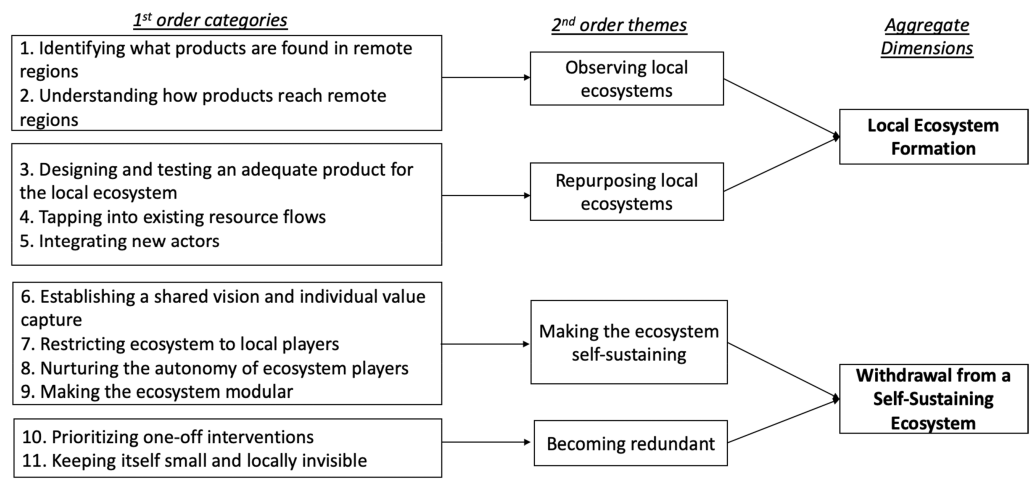 1st order categories
2nd order themes
Aggregate
Dimensions
1. Identifying what products are found in remote
regions
2. Understanding how products reach remote
regions
Observing local
ecosystems
Local Ecosystem
Formation
3. Designing and testing an adequate product for
the local ecosystem
4. Tapping into existing resource flows
5. Integrating new actors
Repurposing local
ecosystems
6. Establishing a shared vision and individual value
capture
7. Restricting ecosystem to local players
8. Nurturing the autonomy of ecosystem players
9. Making the ecosystem modular
Making the ecosystem
self-sustaining
Withdrawal from a
Self-Sustaining
Ecosystem
10. Prioritizing one-off interventions
11. Keeping itself small and locally invisible
Becoming redundant